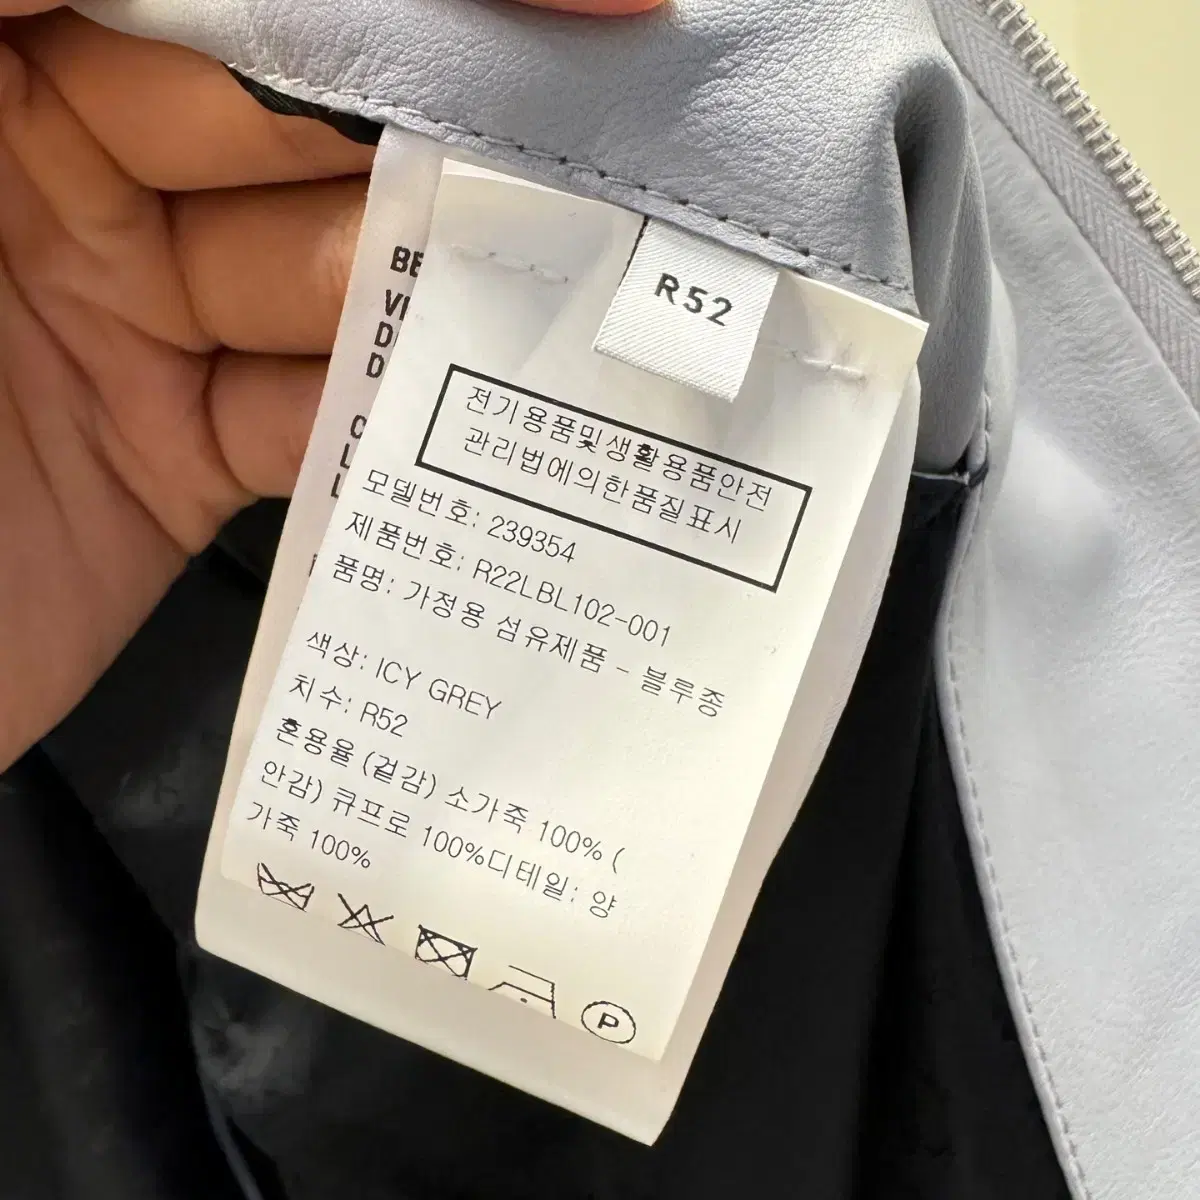 R52
전기용품및생활용품안전
관리법에의한품질표시
모델번호: 239354
제품번호: R22LBL102-001
품명: 가정용 섬유제품 - 블루종
색상: ICY GREY
치수: R52
혼용율 (겉감) 소가죽 100% (
안감) 큐프로 100%디테일: 양
가죽 100%
P